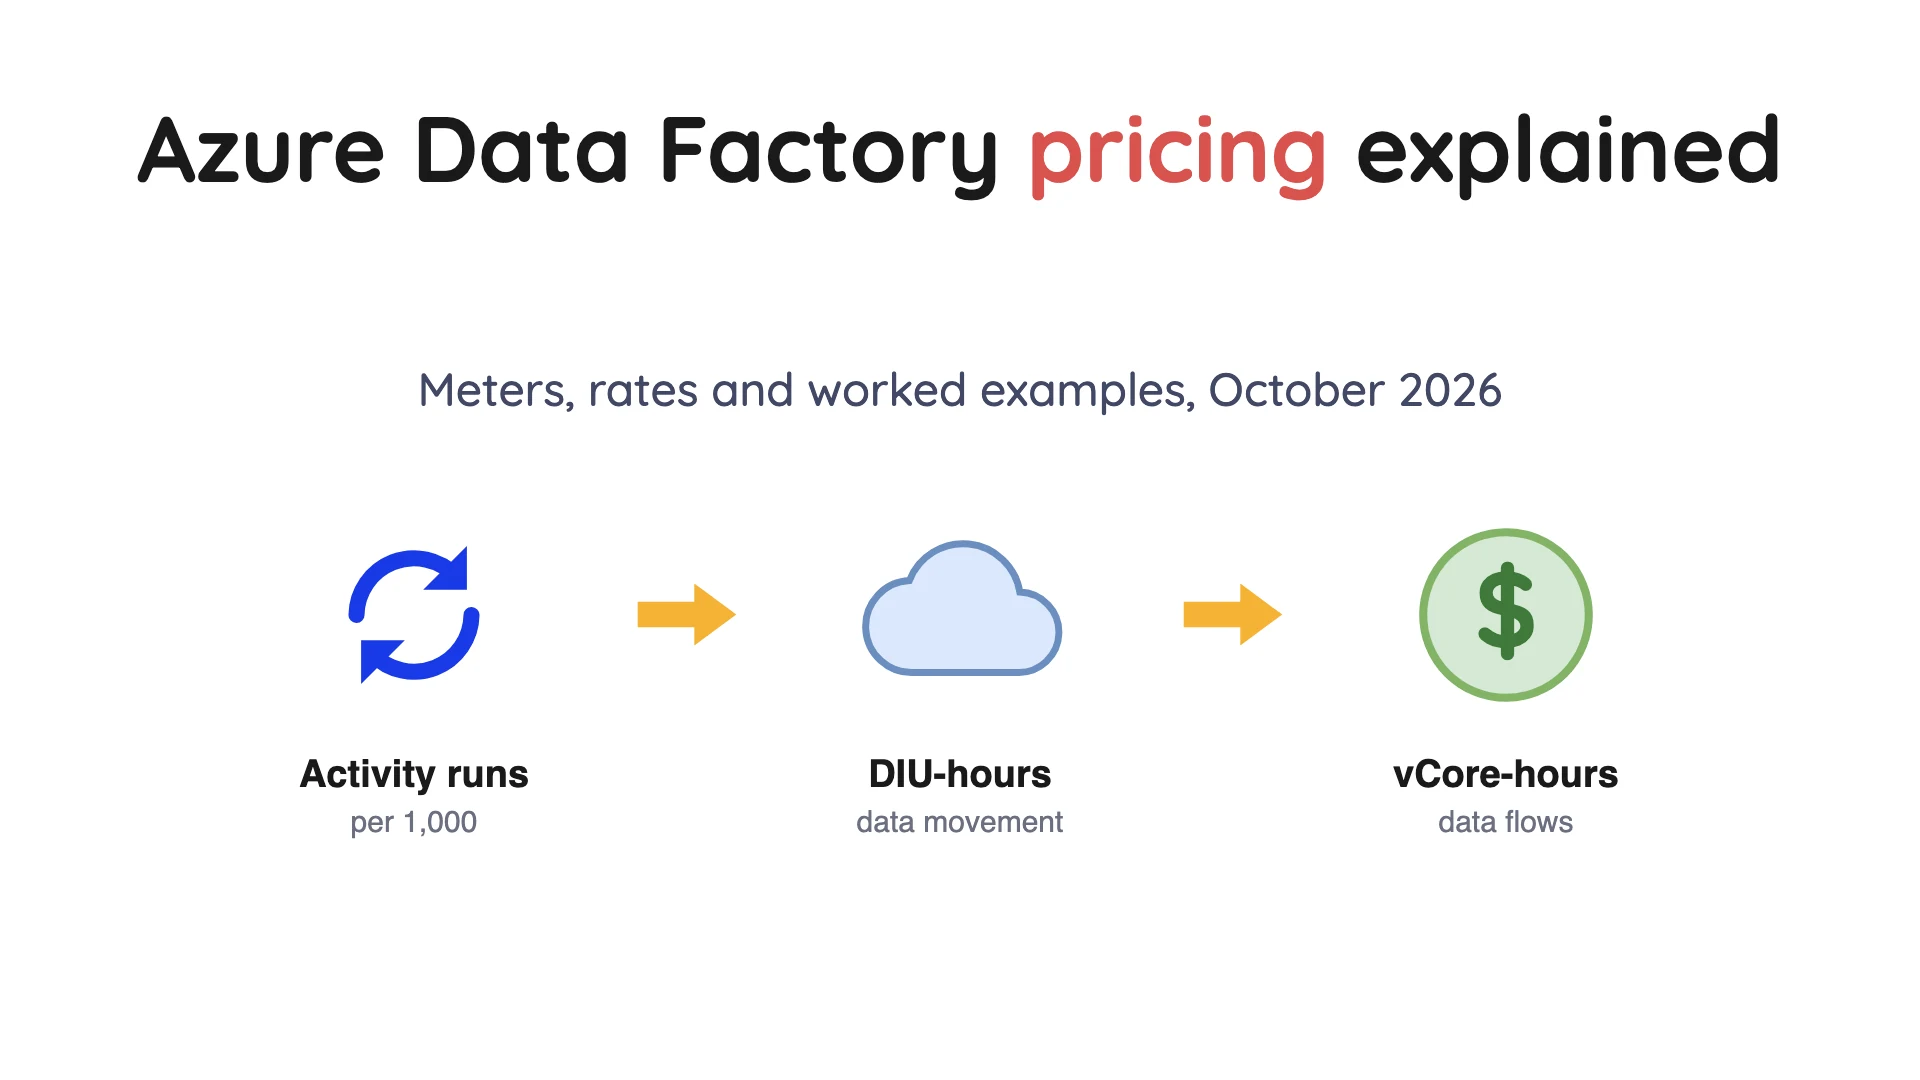 Azure Data Factory pricing explained
Meters, rates and worked examples, October 2026
$
Activity runs
per 1,000
DIU-hours
data movement
vCore-hours
data flows